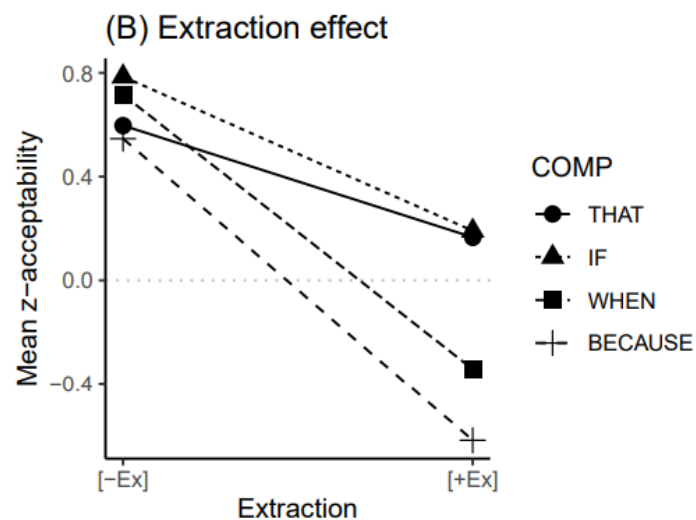 (B) Extraction effect
Mean z−acceptability
0.8
0.4
0.0
−0.4
[−Ex]
[+Ex]
Extraction
COMP
THAT
IF
WHEN
BECAUSE